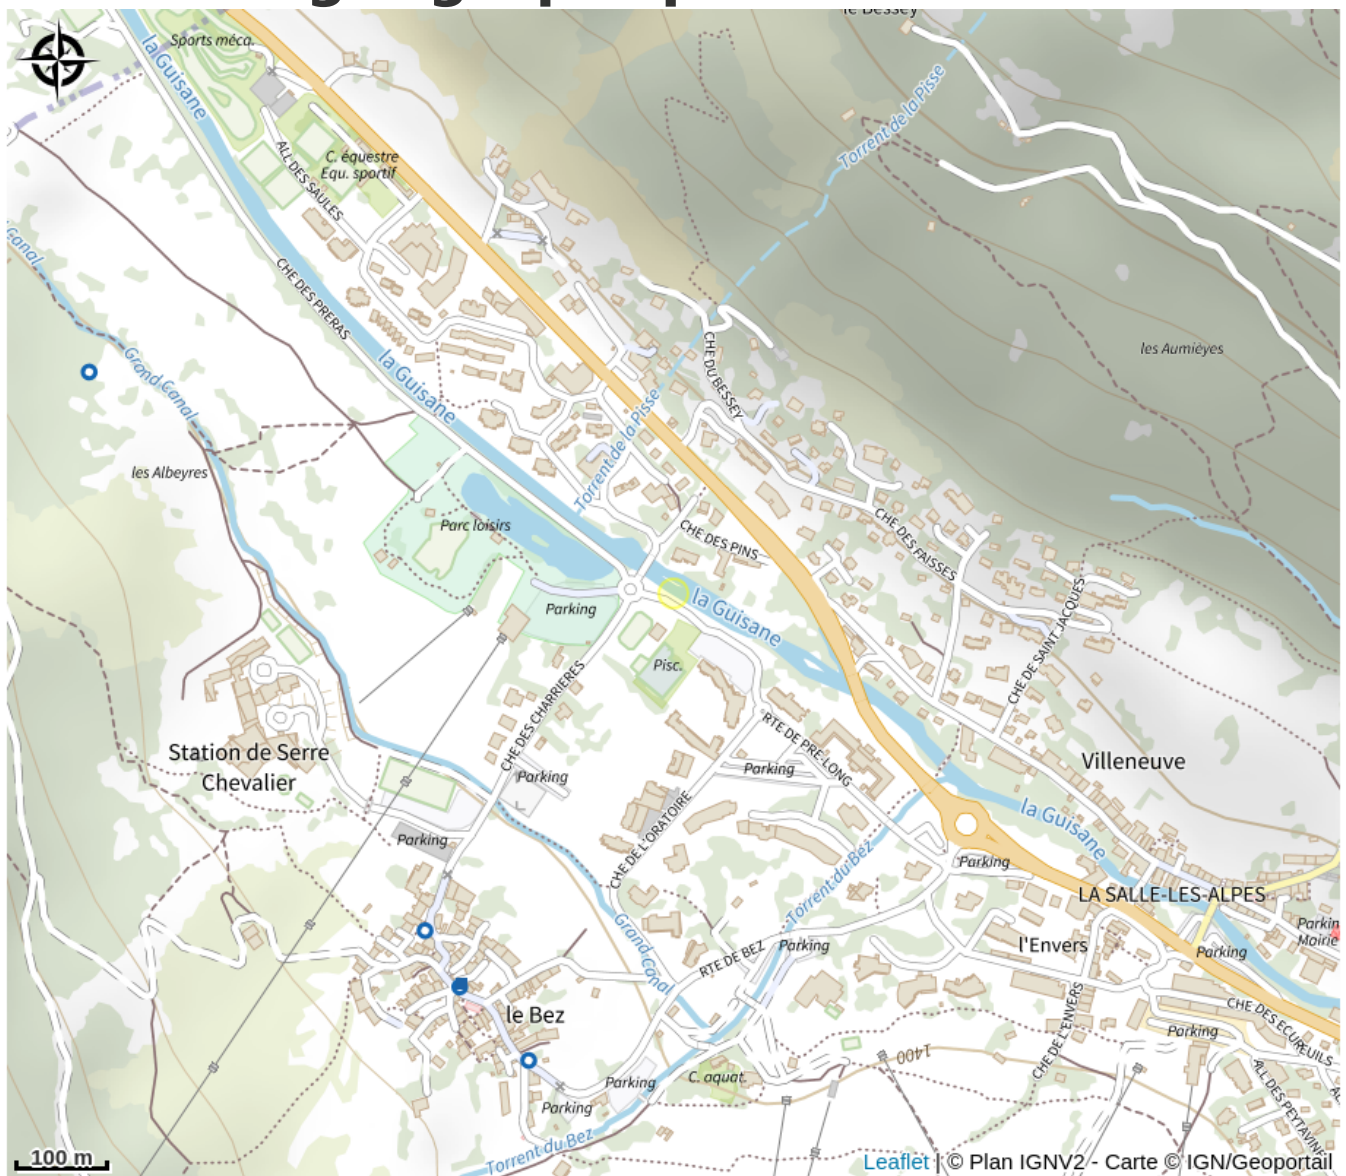 le Bessey
Sports méca.
la Guisane
Torrent de la Pisse
C. équestre
Equ. sportif
ALL DES SAULES
Canal
CHE DES PRERAS
les Aumièyes
Grand Canal
la Guisane
CHE DU BESSEY
Torrent de la Pisse
les Albeyres
Parc loisirs
CHE DES PINS
CHE DES FAISSES
Parking
la Guisane
CHE DE SAINT JACQUES
Pisc.
CHE DES CHARRIERES
RTE DE PRE-LONG
Station de Serre
Chevalier
Villeneuve
Parking
Parking
la Guisane
CHE DE L'ORATOIRE
Parking
Parking
Torrent du Bez
LA SALLE-LES-ALPES
Grand Canal
Parking
Mairie
l'Envers
RTE DE BEZ
Parking
Parking
le Bez
CHE DE L'ENVERS
CHE DES ECUREUILS
Parking
1400
C. aquat.
Parking
Parking
ALL DES PEYTAVINS
Torrent du Bez
100 m
Leaflet | © Plan IGNV2 - Carte © IGN/Geoportail